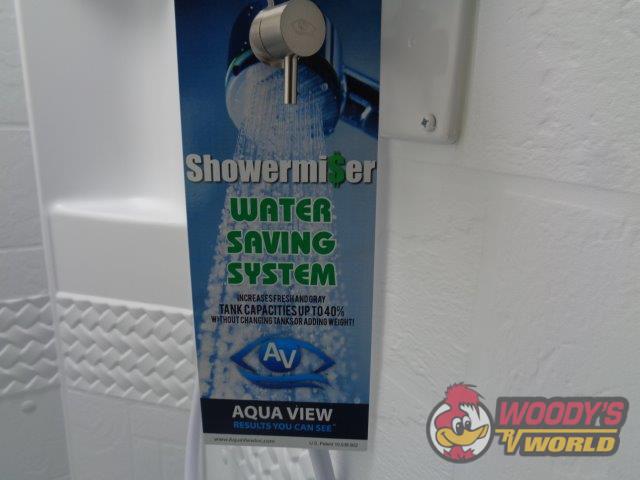 Showermi$er
WATER
SAVING
SYSTEM
INCREASES FRESH AND GRAY
TANK CAPACITIES UP TO 40%
WITHOUT CHANGING TANKS OR ADDING WEIGHT!
AV
AQUA VIEW
RESULTS YOU CAN SEE
U.S. Patent
WOODY'S
RV WORLD